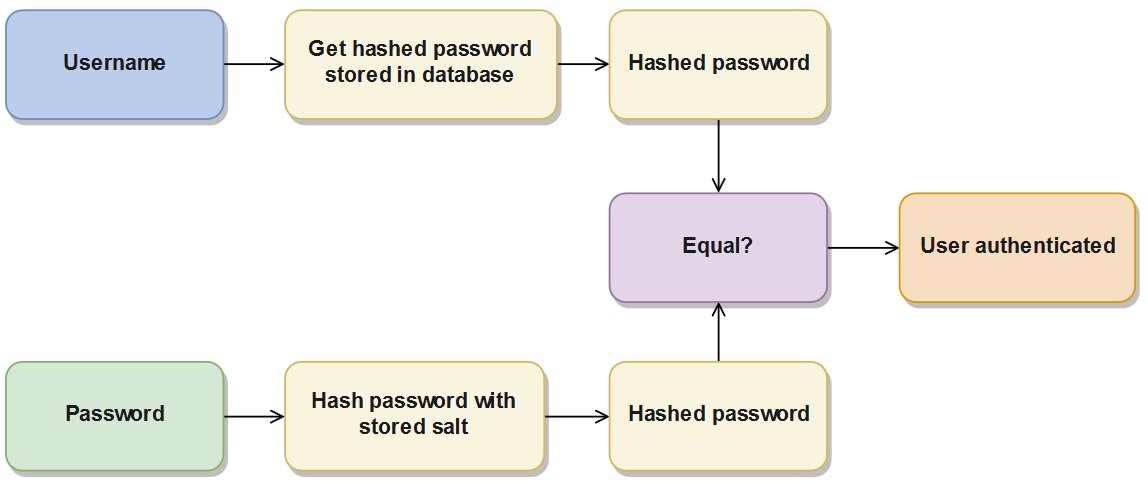 Username
Get hashed password
stored in database
Hashed password
Equal?
User authenticated
Password
Hash password with
stored salt
Hashed password